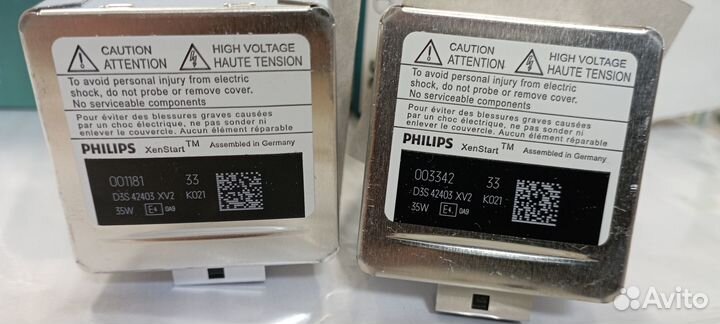 CAUTION
ATTENTION
HIGH VOLTAGE
HAUTE TENSION
To avoid personal injury from electric
shock, do not probe or remove cover.
No serviceable components
Pour éviter des blessures graves causées
par un choc électrique, ne pas sonder ni
enlever le couvercle. Aucun élément réparable
PHILIPS XenStart™ Assembled in Germany
001181 33
D3S 42403 XV2 K021
35W E4 0A9
CAUTION
ATTENTION
HIGH VOLTAGE
HAUTE TENSION
To avoid personal injury from electric
shock, do not probe or remove cover.
No serviceable components
Pour éviter des blessures graves causées
par un choc électrique, ne pas sonder ni
enlever le couvercle. Aucun élément réparable
PHILIPS XenStart™ Assembled in Germany
003342 33
D3S 42403 XV2 K021
35W E4 0A9
Avito